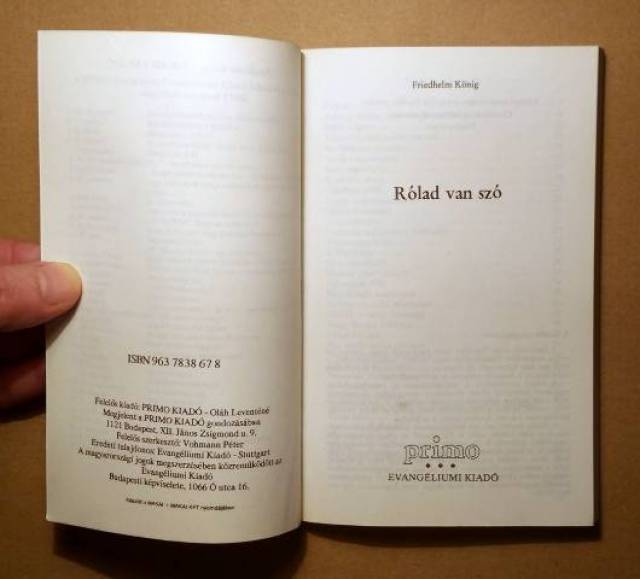 ISBN 963 7838 67 8
Felelős kiadó: PRIMO KIADÓ - Oláh Leventéné
Megjelent a PRIMO KIADÓ gondozásában
1121 Budapest, XII. János Zsigmond u. 9.
Felelős szerkesztő: Vohmann Péter
Eredeti tulajdonos: Evangéliumi Kiadó - Stuttgart
A magyarországi jogok megszerzésében közreműködött az
Evangéliumi Kiadó
Budapesti képviselete, 1066 Ó utca 16.
Friedhelm König
Rólad van szó
primo
EVANGÉLIUMI KIADÓ